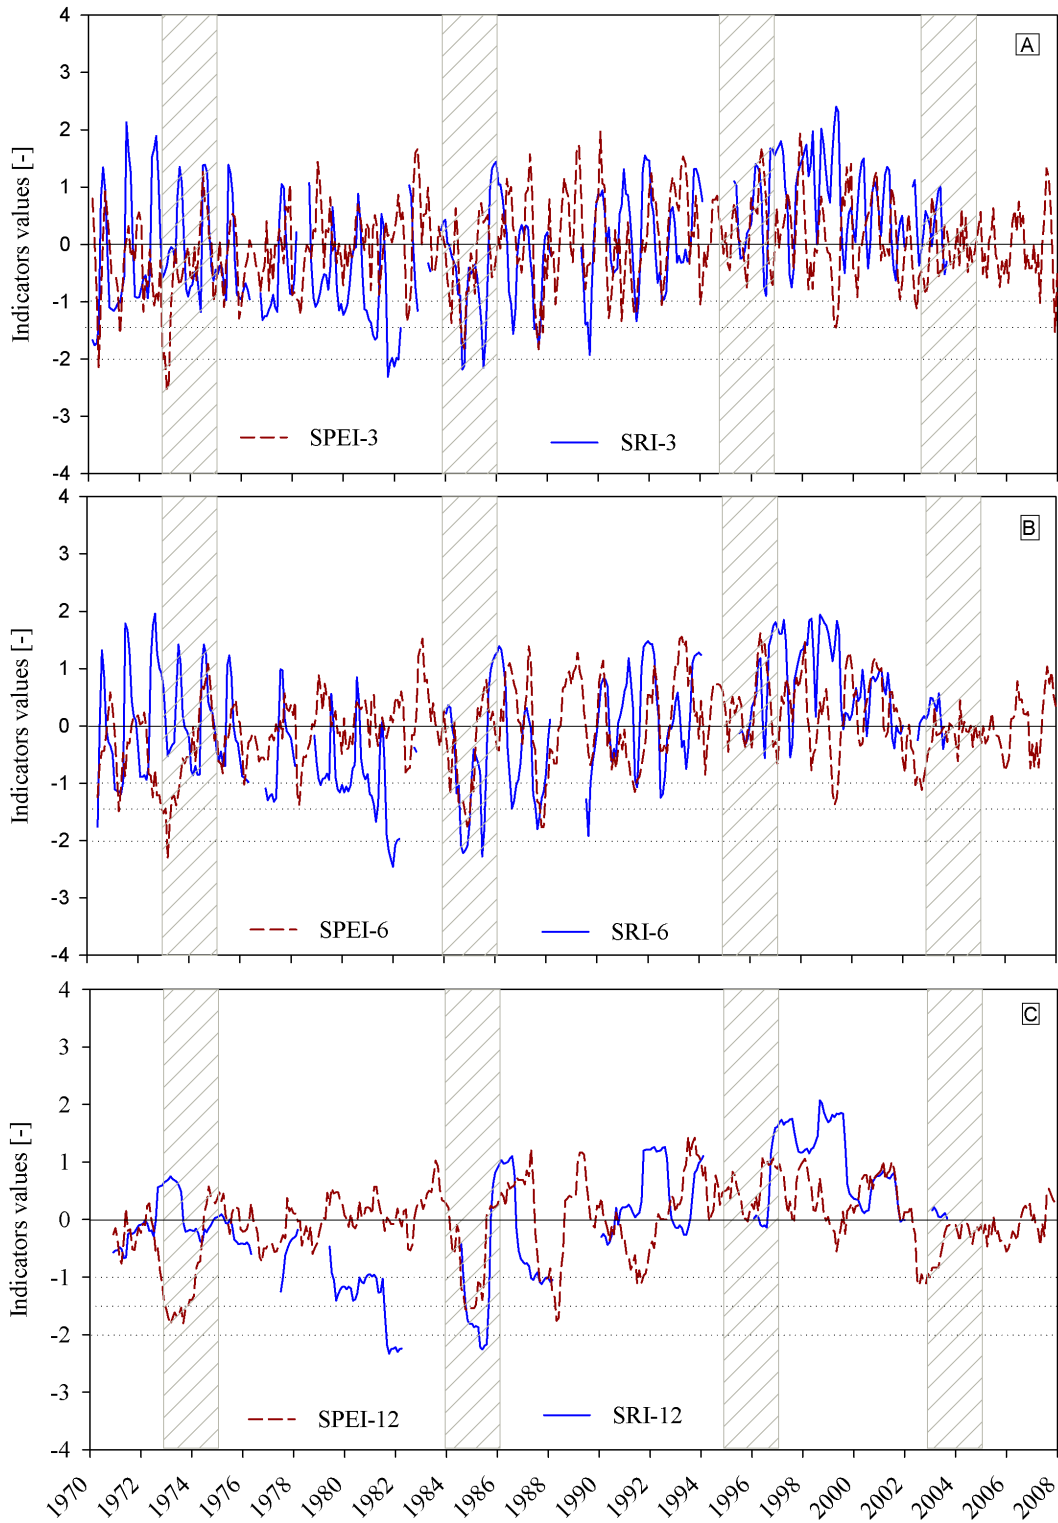 4
A
3
2
1
0
-1
-2
-3
-4
Indicators values [-]
SPEI-3 SRI-3
4
B
3
2
1
0
-1
-2
-3
-4
Indicators values [-]
SPEI-6 SRI-6
4
C
3
2
1
0
-1
-2
-3
-4
Indicators values [-]
SPEI-12 SRI-12
1970 1972 1974 1976 1978 1980 1982 1984 1986 1988 1990 1992 1994 1996 1998 2000 2002 2004 2006 2008